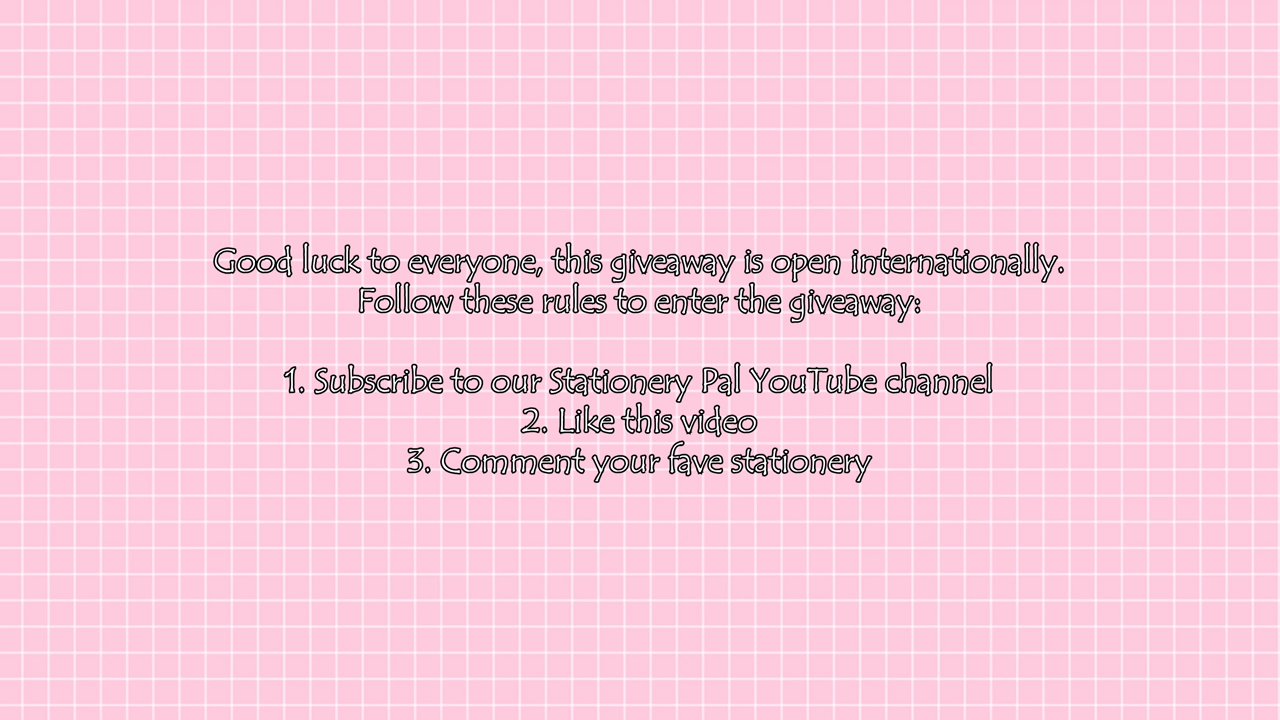 Good luck to everyone, this giveaway is open internationally.
Follow these rules to enter the giveaway:
1. Subscribe to our Stationery Pal YouTube channel
2. Like this video
3. Comment your fave stationery